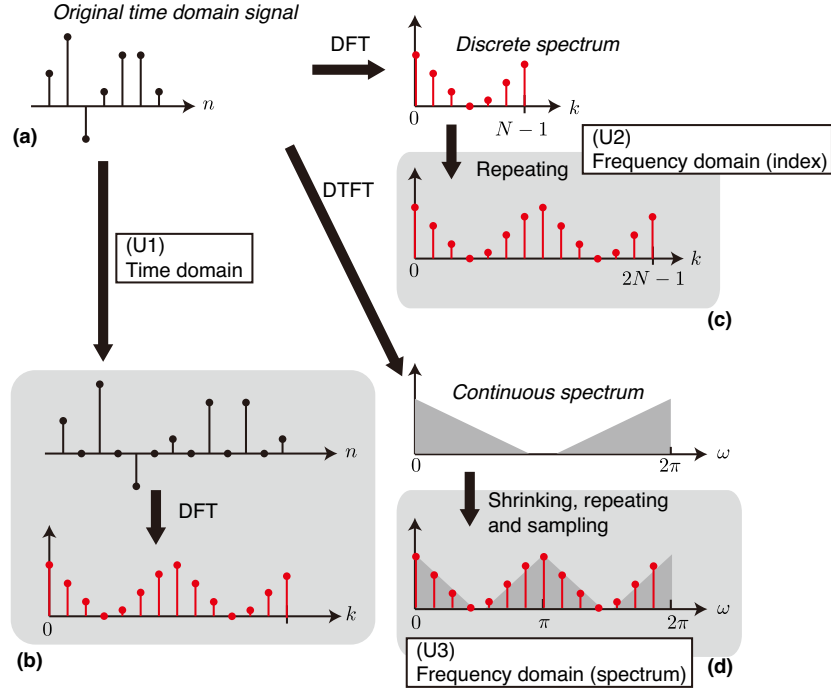 Original time domain signal
n
(a)
DFT
Discrete spectrum
0
N − 1
k
(U2)
Frequency domain (index)
Repeating
0
2N − 1
k
(c)
(U1)
Time domain
DTFT
n
DFT
0
k
(b)
Continuous spectrum
0
2π
ω
Shrinking, repeating
and sampling
0
π
2π
ω
(U3)
Frequency domain (spectrum)
(d)